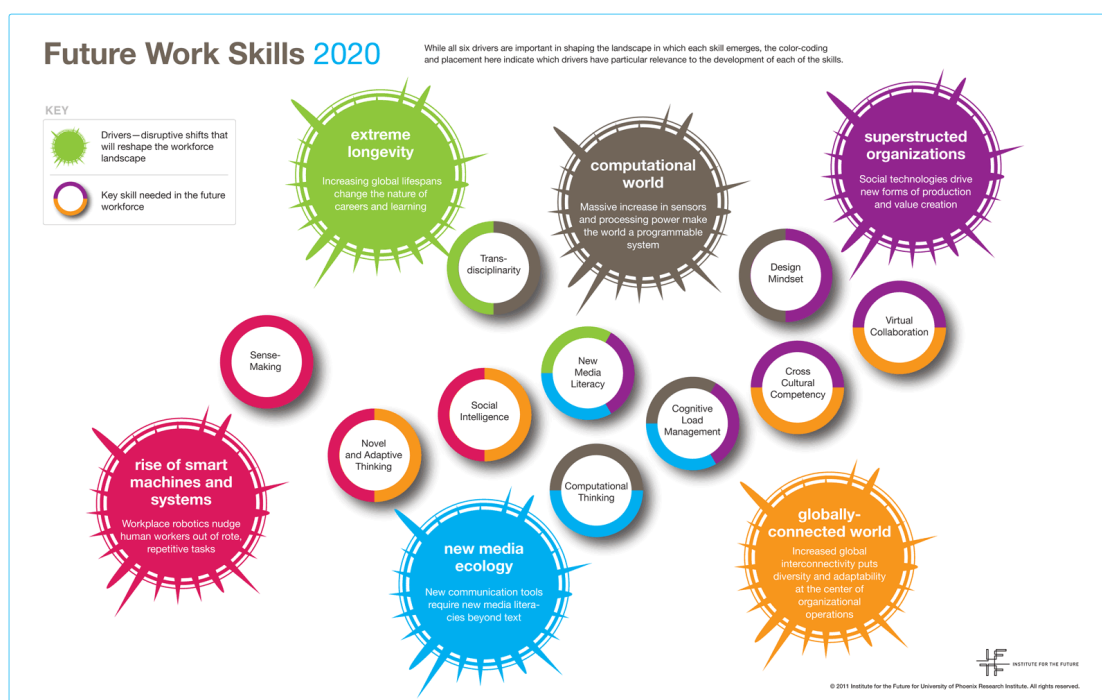 Future Work Skills 2020
While all six drivers are important in shaping the landscape in which each skill emerges, the color-coding
and placement here indicate which drivers have particular relevance to the development of each of the skills.
KEY
Drivers—disruptive shifts that
will reshape the workforce
landscape
Key skill needed in the future
workforce
extreme
longevity
Increasing global lifespans
change the nature of
careers and learning
computational
world
Massive increase in sensors
and processing power make
the world a programmable
system
superstructed
organizations
Social technologies drive
new forms of production
and value creation
Trans-
disciplinarity
Design
Mindset
Virtual
Collaboration
Sense-
Making
New
Media
Literacy
Cross
Cultural
Competency
Social
Intelligence
Cognitive
Load
Management
Novel
and Adaptive
Thinking
Computational
Thinking
rise of smart
machines and
systems
Workplace robotics nudge
human workers out of rote,
repetitive tasks
new media
ecology
New communication tools
require new media litera-
cies beyond text
globally-
connected world
Increased global
interconnectivity puts
diversity and adaptability
at the center of
organizational
operations
INSTITUTE FOR THE FUTURE
© 2011 Institute for the Future for University of Phoenix Research Institute. All rights reserved.